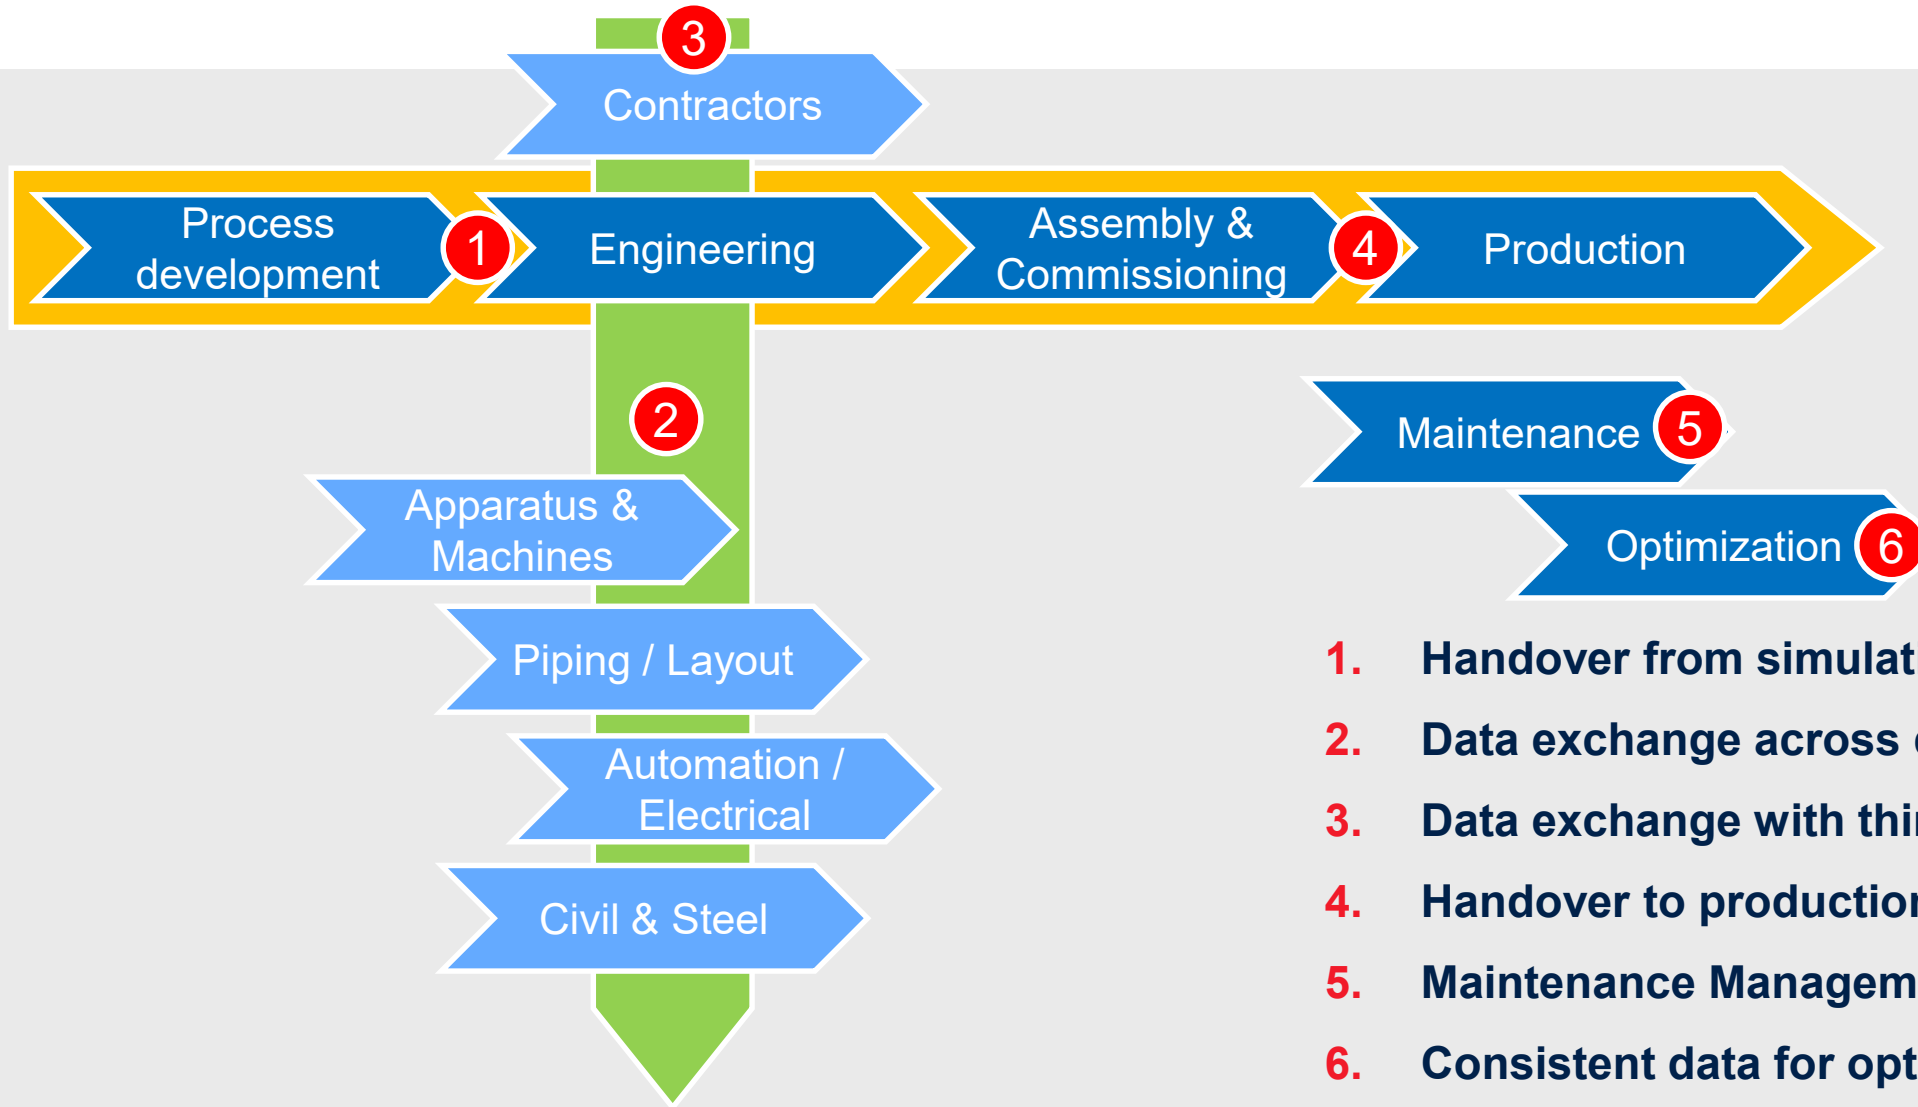 3
Contractors
Process
development
1
Engineering
Assembly &
Commissioning
4
Production
2
Maintenance
5
Apparatus &
Machines
Optimization
6
Piping / Layout
Automation /
Electrical
Civil & Steel
1. Handover from simulat
2. Data exchange across
3. Data exchange with thi
4. Handover to production
5. Maintenance Managem
6. Consistent data for opt